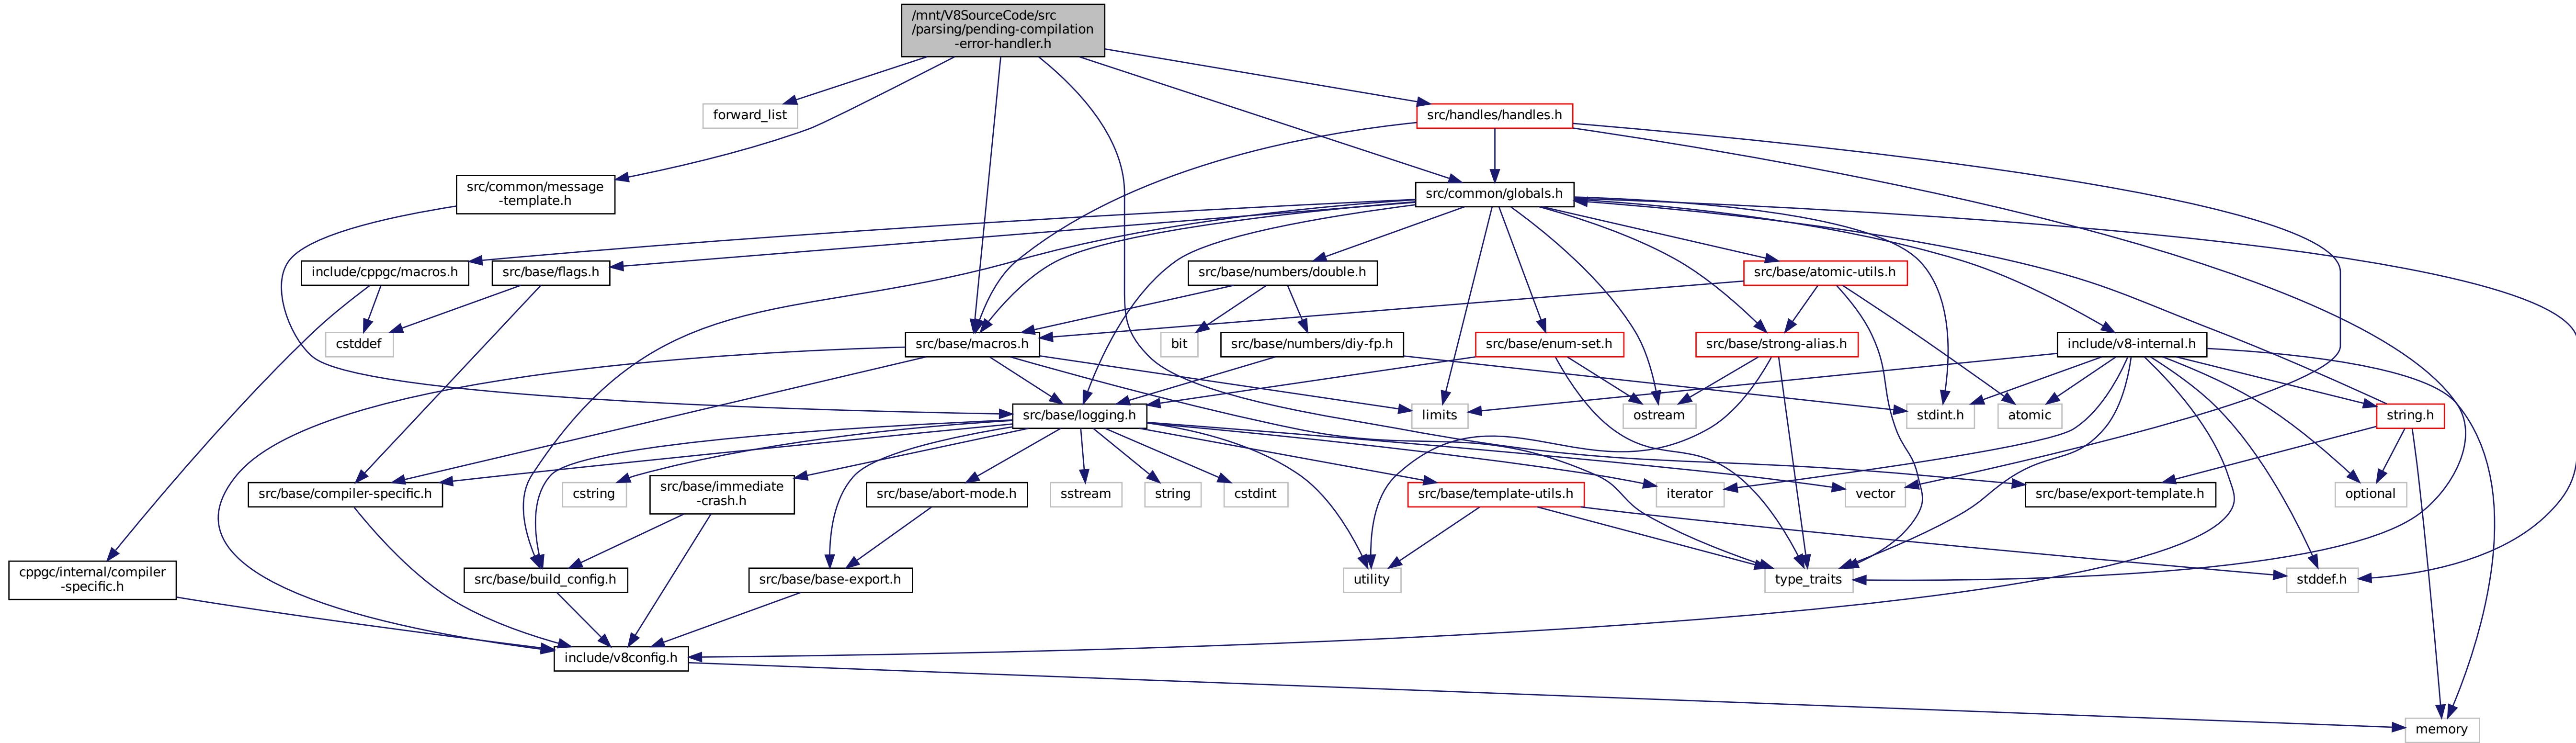 /mnt/V8SourceCode/src
/parsing/pending-compilation
-error-handler.h
forward_list
src/handles/handles.h
src/common/message
-template.h
src/common/globals.h
include/cppgc/macros.h
src/base/flags.h
src/base/numbers/double.h
src/base/atomic-utils.h
cstddef
src/base/macros.h
bit
src/base/numbers/diy-fp.h
src/base/enum-set.h
src/base/strong-alias.h
include/v8-internal.h
src/base/logging.h
limits
ostream
stdint.h
atomic
string.h
src/base/compiler-specific.h
cstring
src/base/immediate
-crash.h
src/base/abort-mode.h
sstream
string
cstdint
src/base/template-utils.h
iterator
vector
src/base/export-template.h
optional
cppgc/internal/compiler
-specific.h
src/base/build_config.h
src/base/base-export.h
utility
type_traits
stddef.h
include/v8config.h
memory